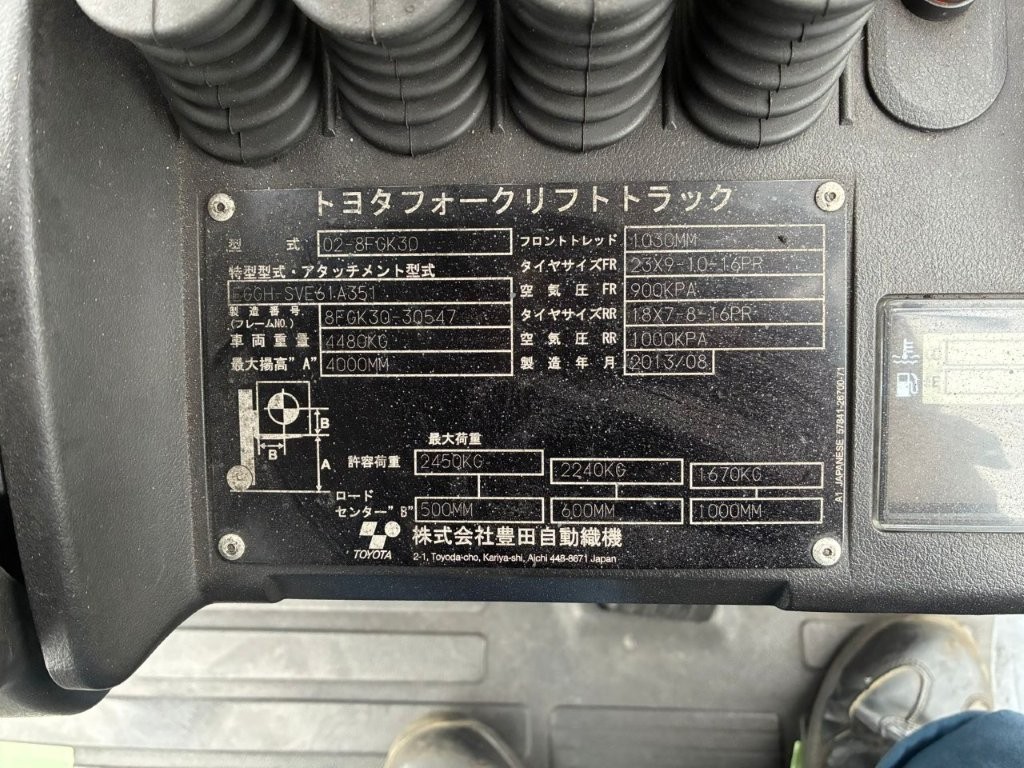 トヨタフォークリフトトラック
型 式 02-8FGK30 フロントトレッド 1030MM
特型型式・アタッチメント型式 タイヤサイズFR 23X9-10-16PR
EGGH-SVE61A351 空 気 圧 FR 900KPA
製造番号 (フレームNO.) 8FGK30-30547 タイヤサイズRR 18X7-8-16PR
車両重量 4480KG 空 気 圧 RR 1000KPA
最大揚高"A" 4000MM 製造年月 2013/08
B
B
A
最大荷重
許容荷重 2450KG 2240KG 1670KG
ロード
センター"B" 500MM 600MM 1000MM
TOYOTA 株式会社豊田自動織機
2-1, Toyoda-cho, Kariya-shi, Aichi 448-8671 Japan
A1 JAPANESE
E